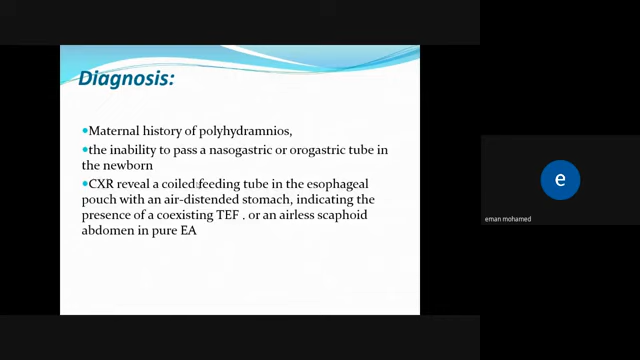 Diagnosis:
•Maternal history of polyhydramnios,
•the inability to pass a nasogastric or orogastric tube in
the newborn
•CXR reveal a coiled feeding tube in the esophageal
pouch with an air-distended stomach, indicating the
presence of a coexisting TEF . or an airless scaphoid
abdomen in pure EA
e
eman mohamed